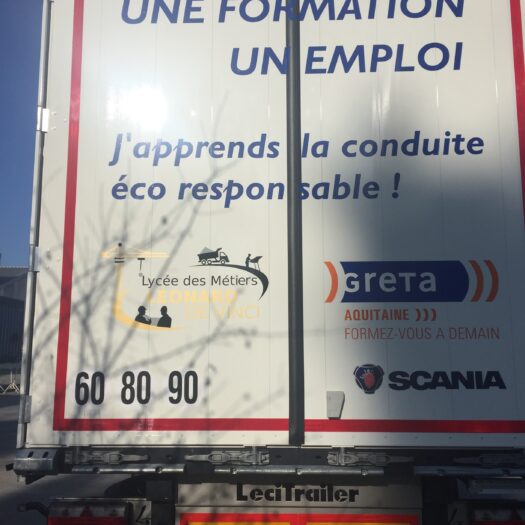 UNE FORMATION
UN EMPLOI
J'apprends la conduite
éco responsable !
Lycée des Métiers
LÉONARD
DE VINCI
GRETA
AQUITAINE )))
FORMEZ-VOUS A DEMAIN
SCANIA
60 80 90
LeciTrailer